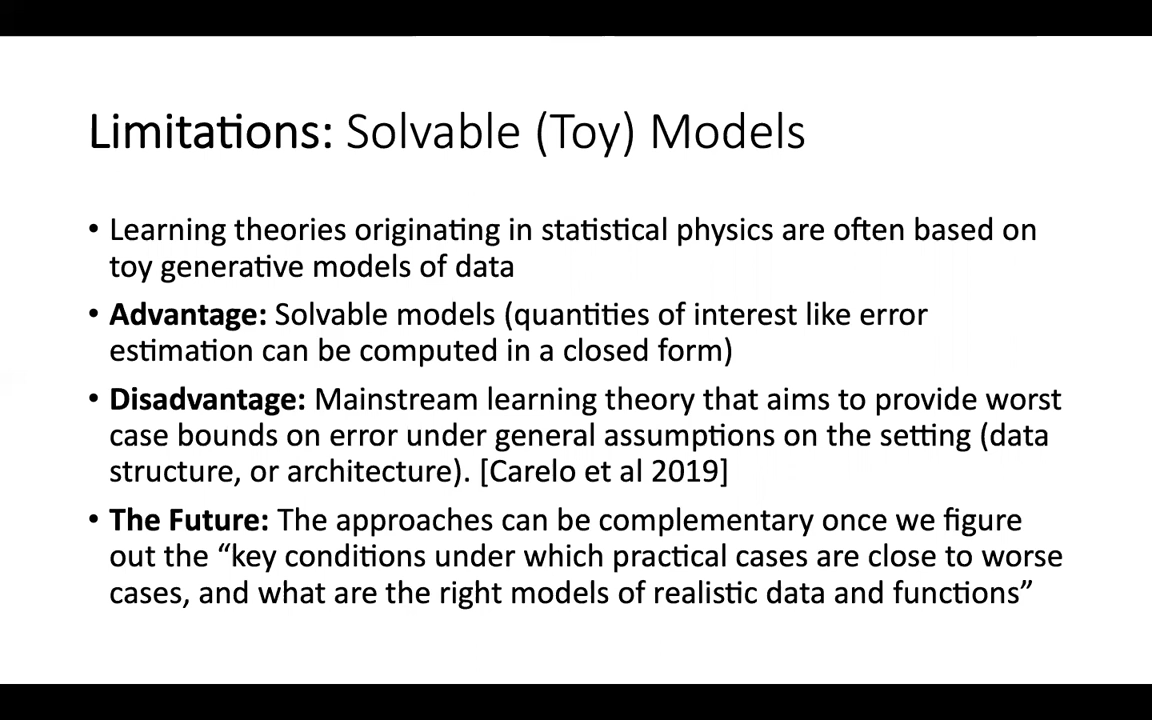 Limitations: Solvable (Toy) Models
• Learning theories originating in statistical physics are often based on
toy generative models of data
• Advantage: Solvable models (quantities of interest like error
estimation can be computed in a closed form)
• Disadvantage: Mainstream learning theory that aims to provide worst
case bounds on error under general assumptions on the setting (data
structure, or architecture). [Carelo et al 2019]
• The Future: The approaches can be complementary once we figure
out the “key conditions under which practical cases are close to worse
cases, and what are the right models of realistic data and functions”